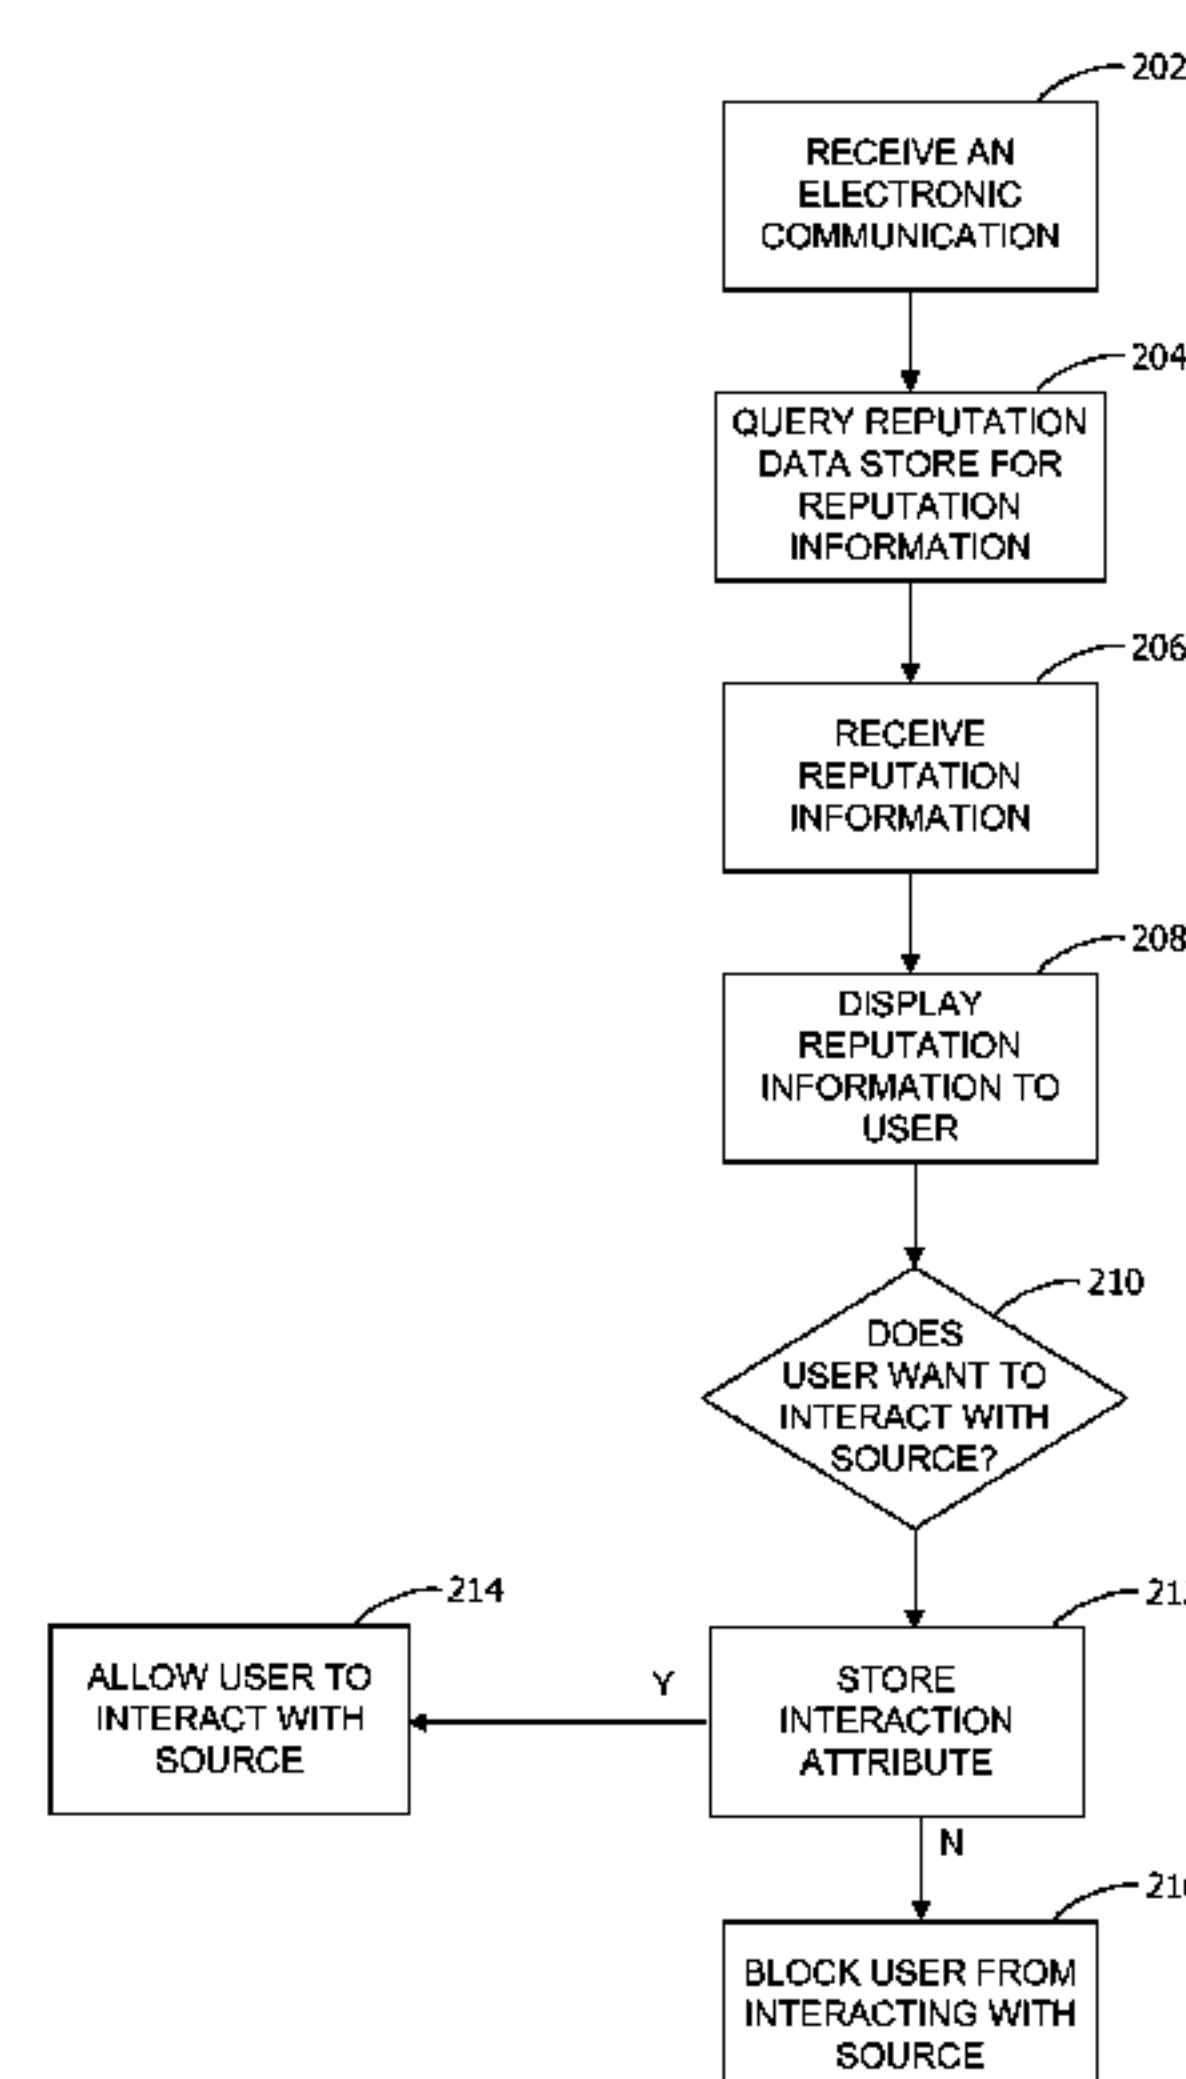 202
RECEIVE AN
ELECTRONIC
COMMUNICATION
204
QUERY REPUTATION
DATA STORE FOR
REPUTATION
INFORMATION
206
RECEIVE
REPUTATION
INFORMATION
208
DISPLAY
REPUTATION
INFORMATION TO
USER
210
DOES
USER WANT TO
INTERACT WITH
SOURCE?
214
ALLOW USER TO
INTERACT WITH
SOURCE
Y
STORE
INTERACTION
ATTRIBUTE
N
BLOCK USER FROM
INTERACTING WITH
SOURCE